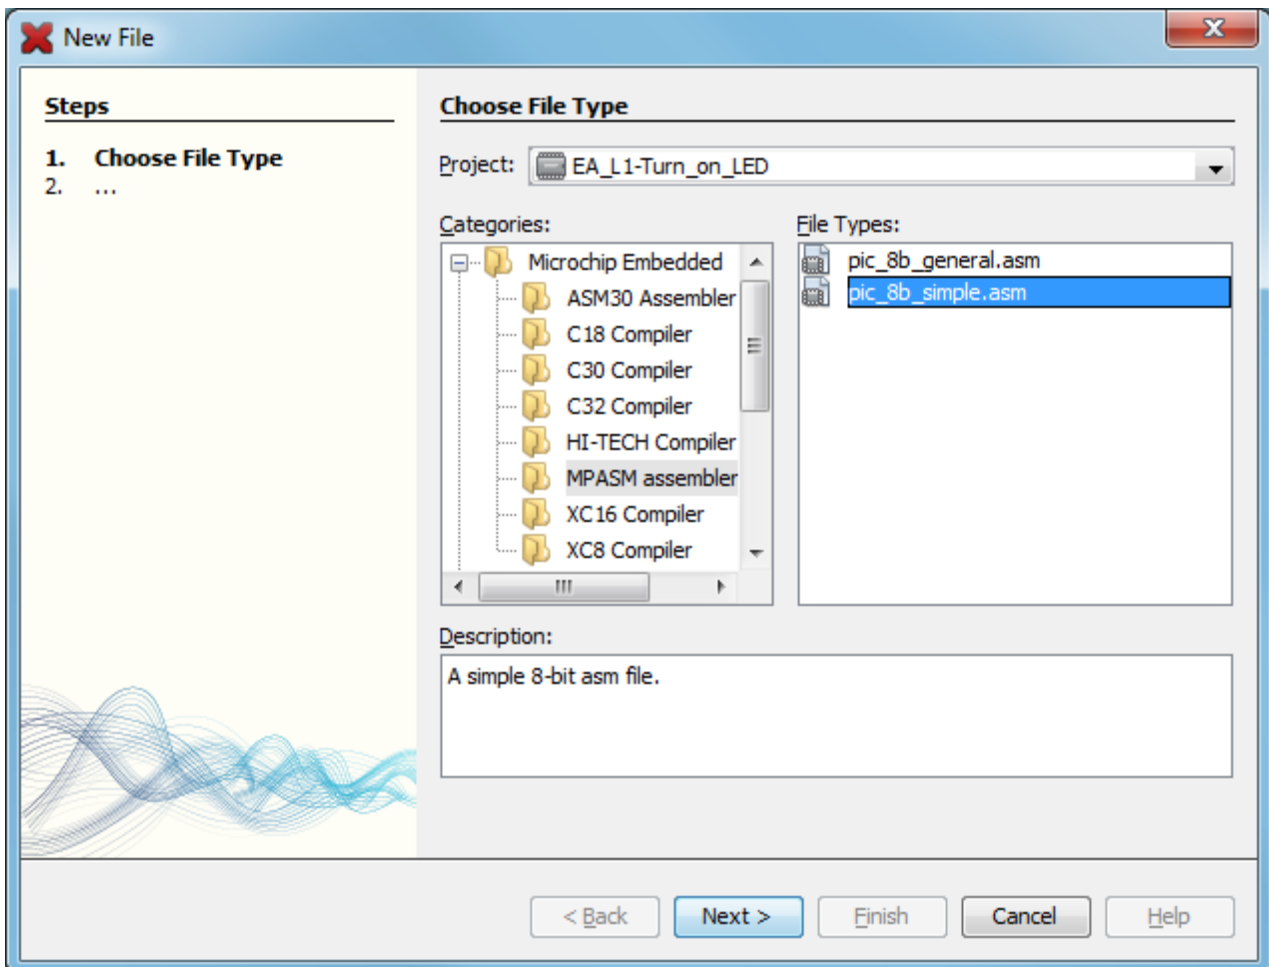 New File
Steps
1. Choose File Type
2. ...
Choose File Type
Project: EA_L1-Turn_on_LED
Categories:
Microchip Embedded
ASM30 Assembler
C18 Compiler
C30 Compiler
C32 Compiler
HI-TECH Compiler
MPASM assembler
XC16 Compiler
XC8 Compiler
File Types:
pic_8b_general.asm
pic_8b_simple.asm
Description:
A simple 8-bit asm file.
< Back Next > Finish Cancel Help